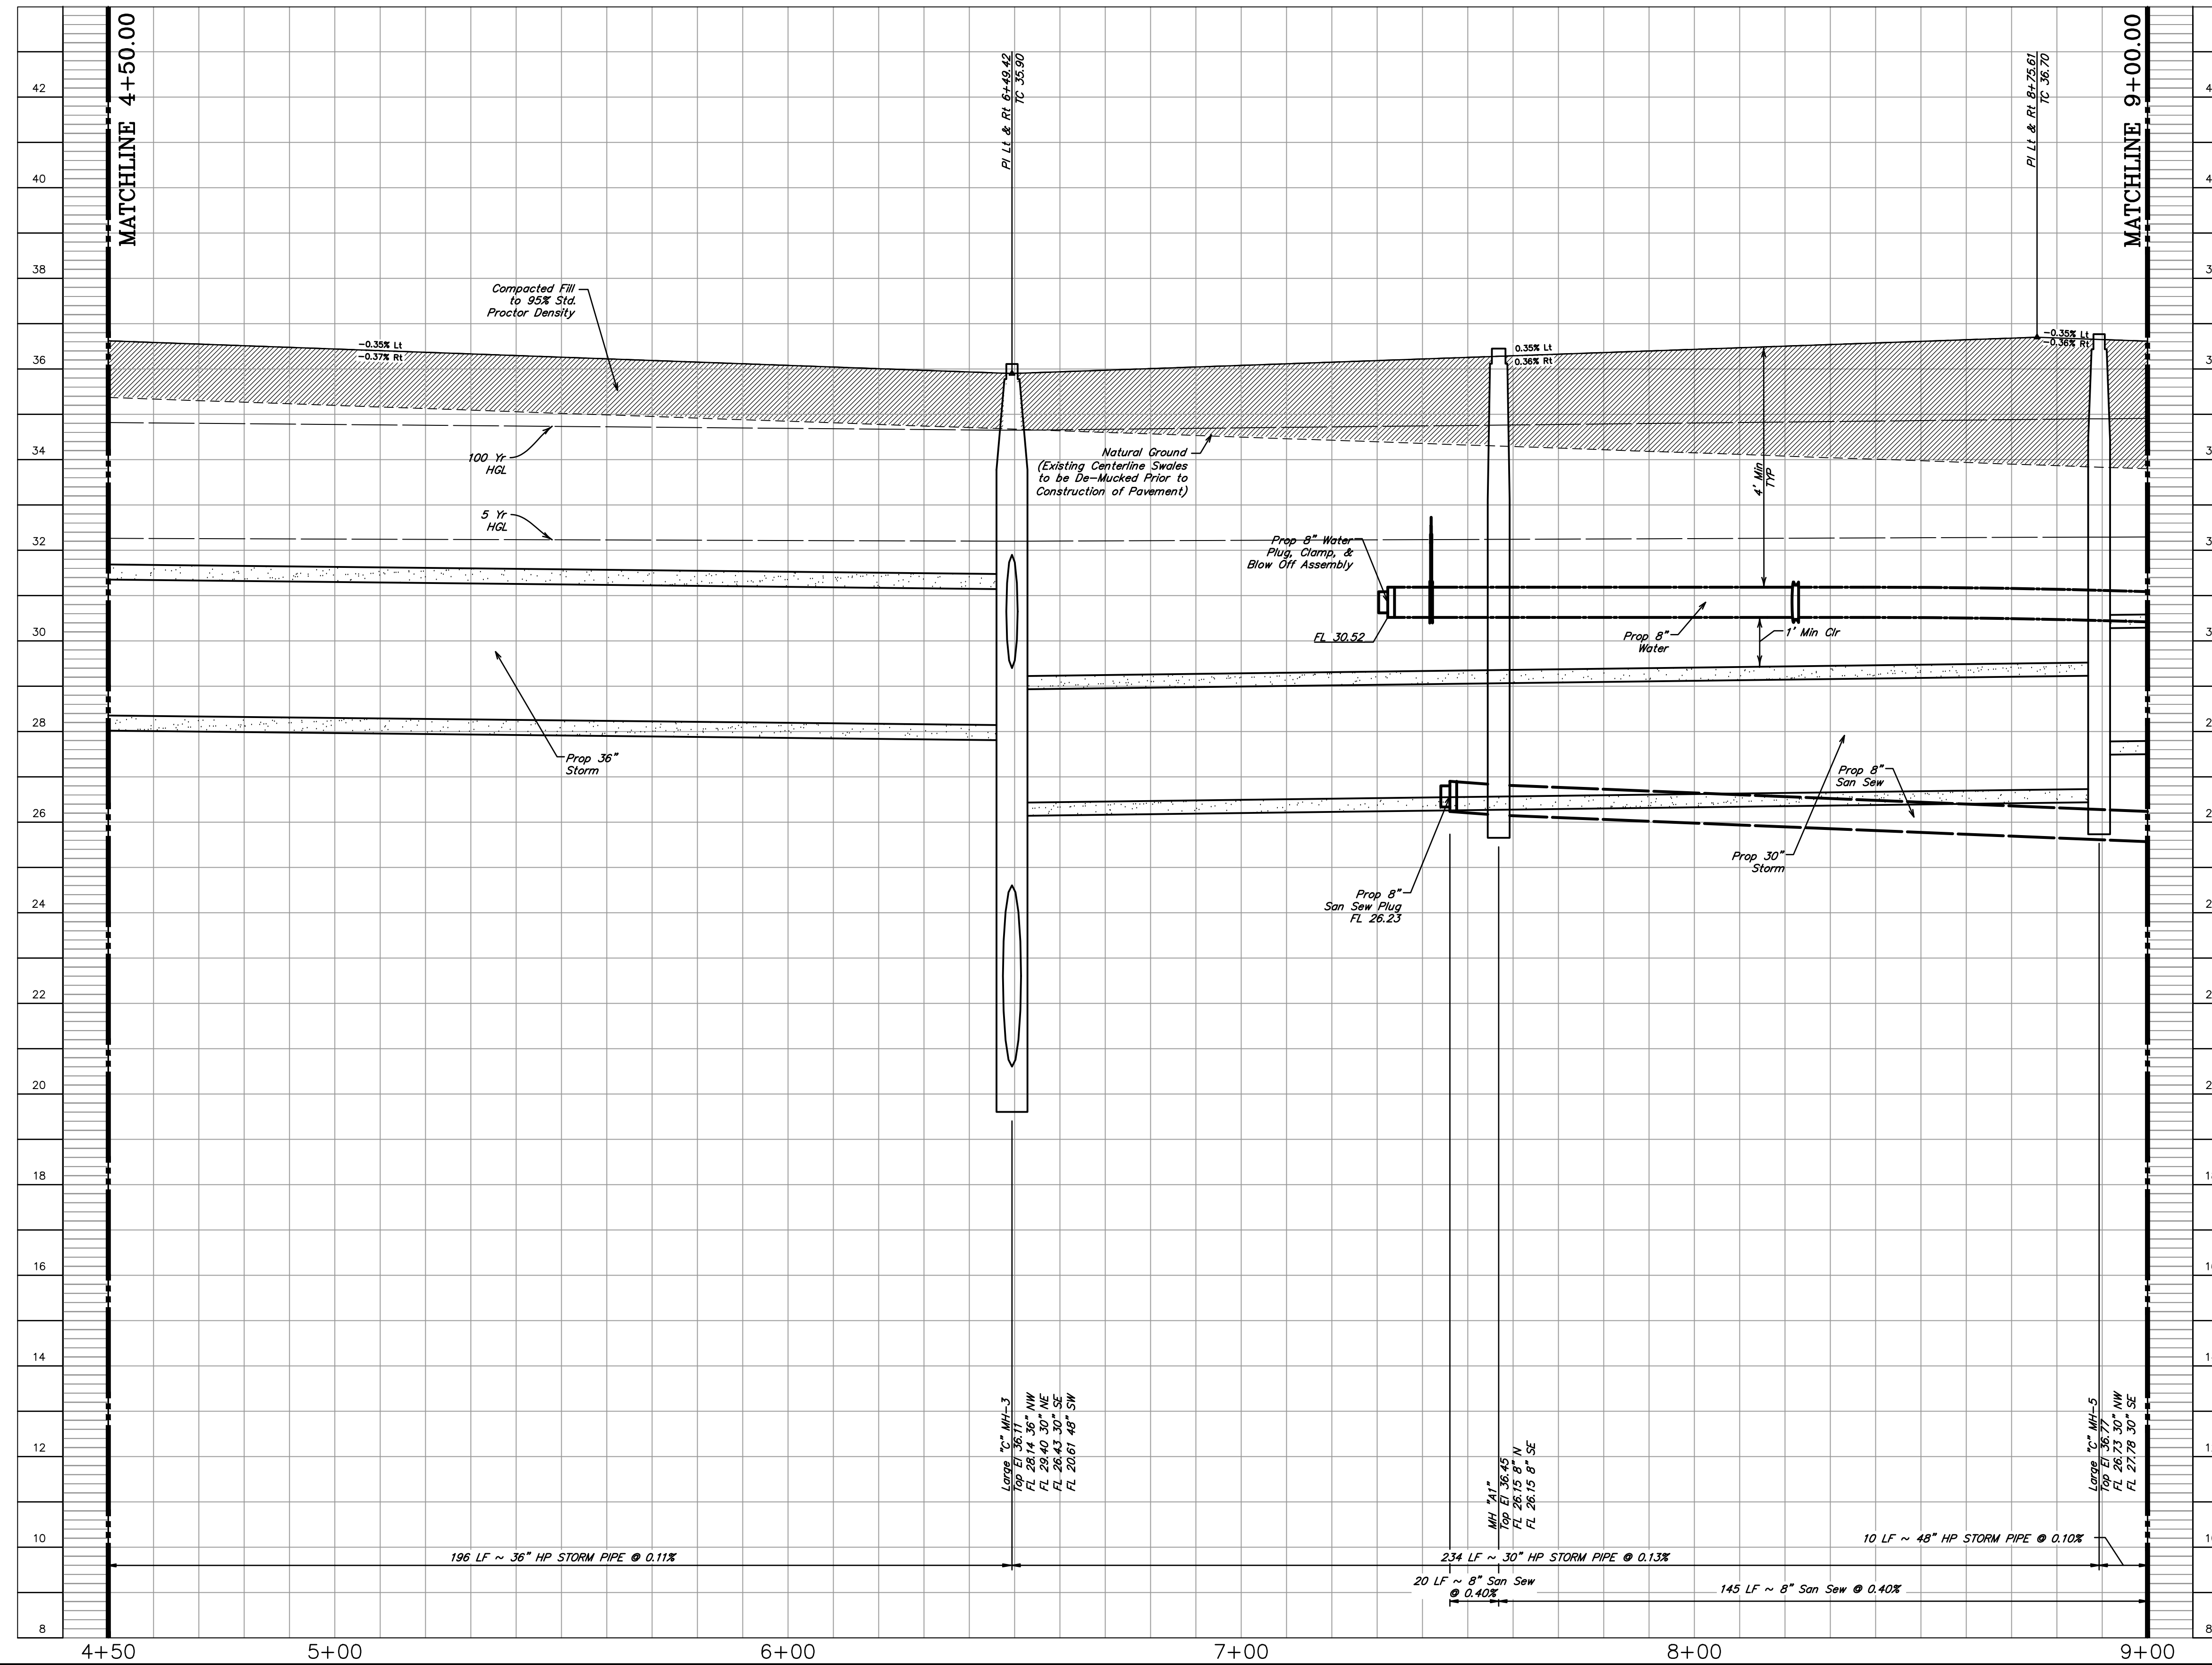 MATCHLINE 4+50.00
PI Lt & Rt 6+49.42
TC 35.90
PI Lt & Rt 8+75.61
TC 36.70
MATCHLINE 9+00.00
42
40
38
36
34
32
30
28
26
24
22
20
18
16
14
12
10
8
Compacted Fill
to 95% Std.
Proctor Density
-0.35% Lt
-0.37% Rt
0.35% Lt
0.36% Rt
-0.35% Lt
-0.36% Rt
100 Yr
HGL
Natural Ground
(Existing Centerline Swales
to be De-Mucked Prior to
Construction of Pavement)
4' Min
TYP
5 Yr
HGL
Prop 8" Water
Plug, Clamp, &
Blow Off Assembly
FL 30.52
Prop 8"
Water
1' Min Clr
Prop 36"
Storm
Prop 8"
San Sew
Prop 30"
Storm
Prop 8"
San Sew Plug
FL 26.23
Large "C" MH-3
Top El 36.11
FL 28.14 36" NW
FL 29.40 30" NE
FL 26.43 30" SE
FL 20.61 48" SW
MH "A1"
Top El 36.45
FL 26.15 8" N
FL 26.15 8" SE
Large "C" MH-5
Top El 36.77
FL 26.73 30" NW
FL 27.78 30" SE
196 LF ~ 36" HP STORM PIPE @ 0.11%
234 LF ~ 30" HP STORM PIPE @ 0.13%
10 LF ~ 48" HP STORM PIPE @ 0.10%
20 LF ~ 8" San Sew
@ 0.40%
145 LF ~ 8" San Sew @ 0.40%
4+50
5+00
6+00
7+00
8+00
9+00